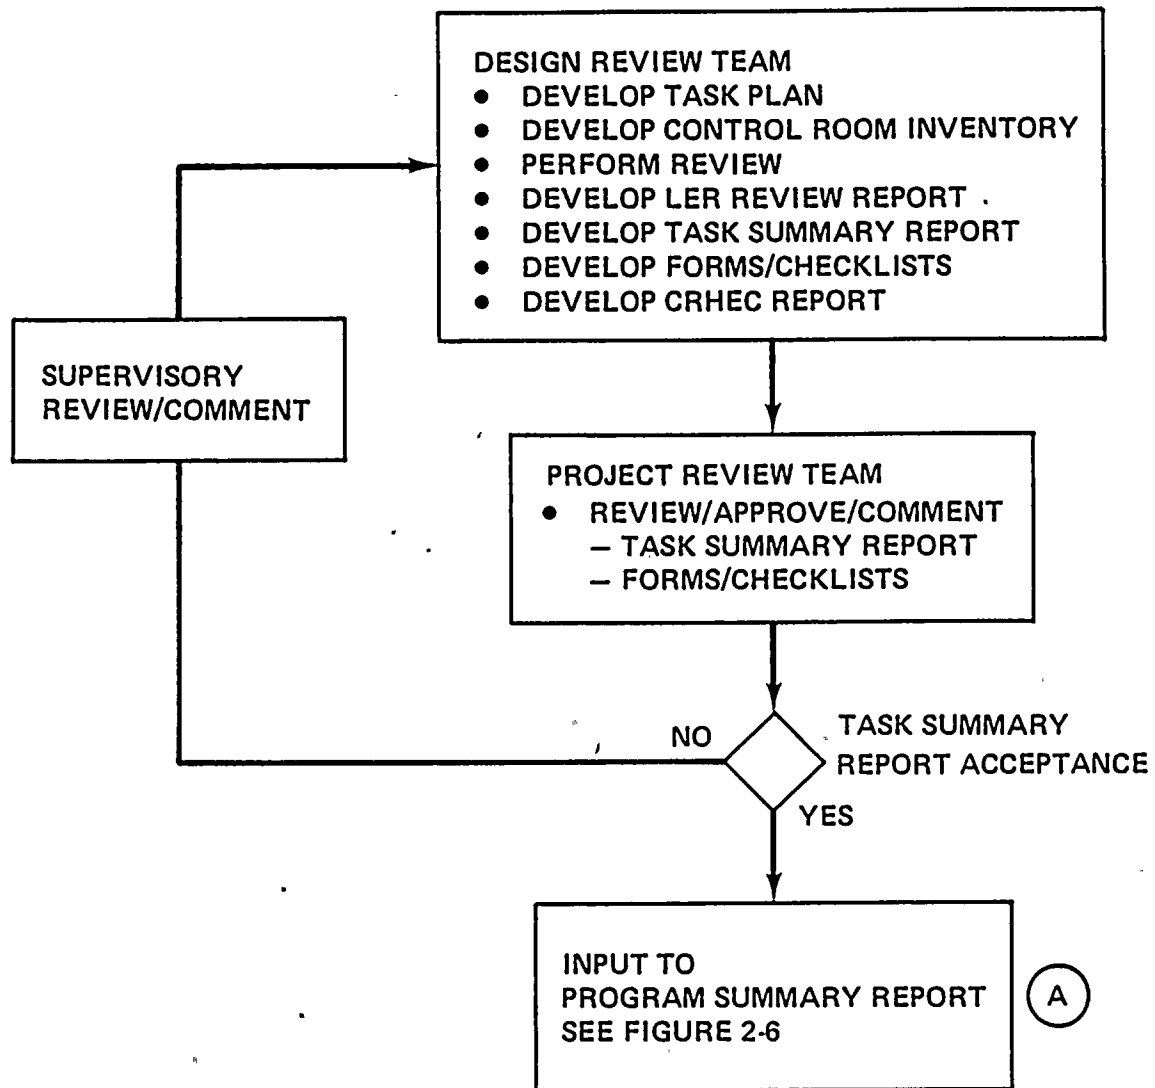 DESIGN REVIEW TEAM
• DEVELOP TASK PLAN
• DEVELOP CONTROL ROOM INVENTORY
• PERFORM REVIEW
• DEVELOP LER REVIEW REPORT
• DEVELOP TASK SUMMARY REPORT
• DEVELOP FORMS/CHECKLISTS
• DEVELOP CRHEC REPORT
SUPERVISORY
REVIEW/COMMENT
PROJECT REVIEW TEAM
• REVIEW/APPROVE/COMMENT
– TASK SUMMARY REPORT
– FORMS/CHECKLISTS
NO
TASK SUMMARY
REPORT ACCEPTANCE
YES
INPUT TO
PROGRAM SUMMARY REPORT
SEE FIGURE 2-6
A